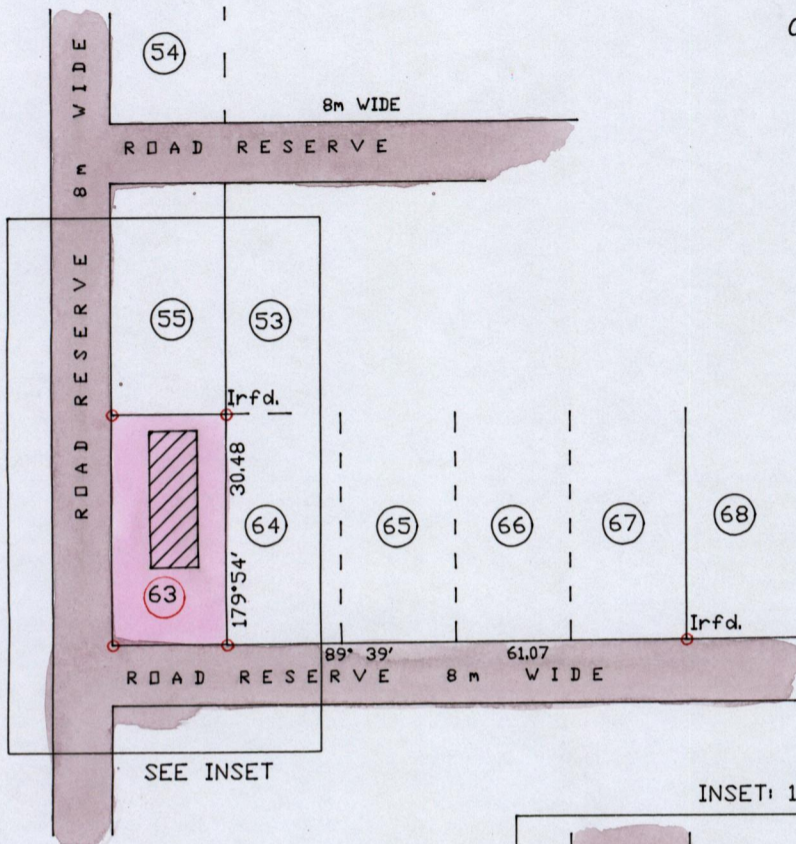 54
8m WIDE
ROAD RESERVE
ROAD RESERVE 8m WIDE
55
53
Irfd.
30.48
179°54′
64
65
66
67
68
63
Irfd.
89° 39′ 61.07
ROAD RESERVE 8m WIDE
SEE INSET
INSET: 1